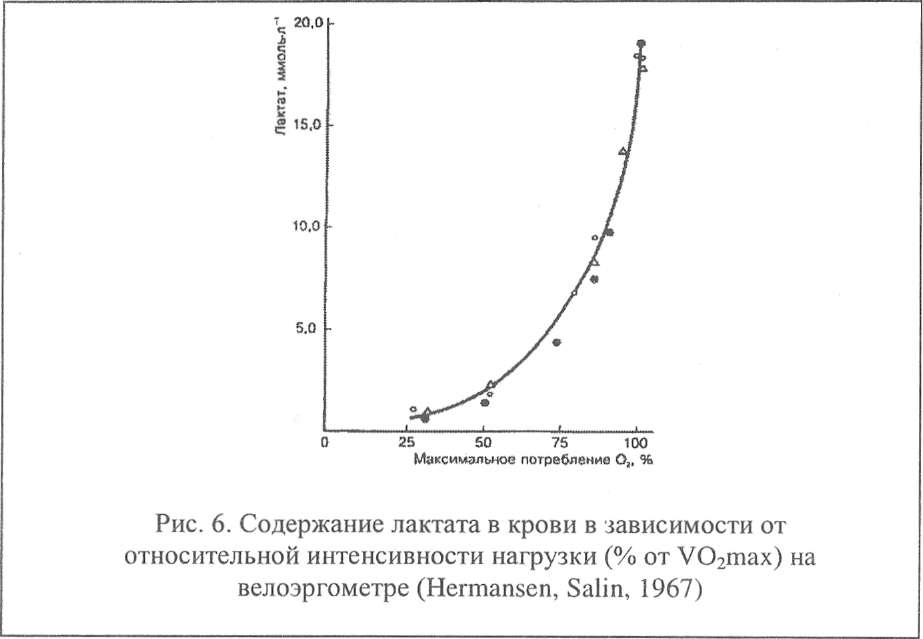 20,0
Лактат, ммоль·л⁻¹
15,0
10,0
5,0
0 25 50 75 100
Максимальное потребление O₂, %
Рис. 6. Содержание лактата в крови в зависимости от
относительной интенсивности нагрузки (% от VO₂max) на
велоэргометре (Hermansen, Salin, 1967)